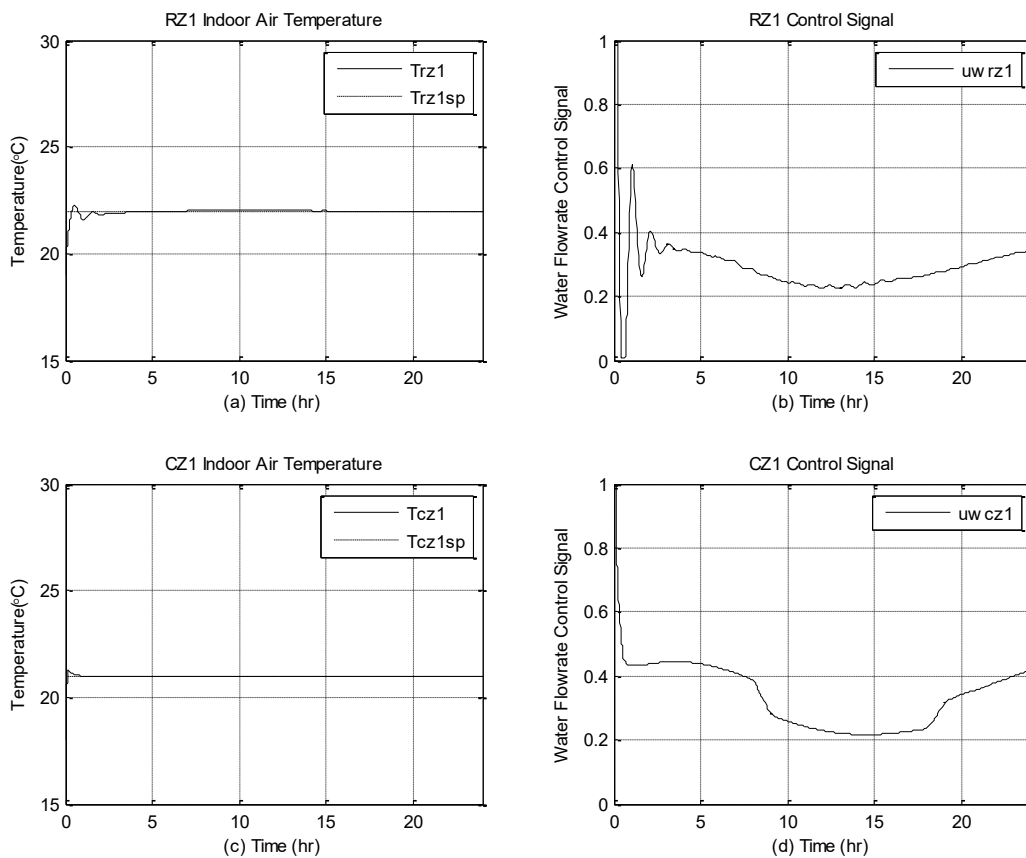 RZ1 Indoor Air Temperature
30
25
20
15
Temperature(°C)
Trz1
Trz1sp
0 5 10 15 20
(a) Time (hr)
RZ1 Control Signal
1
0.8
0.6
0.4
0.2
0
Water Flowrate Control Signal
uw rz1
0 5 10 15 20
(b) Time (hr)
CZ1 Indoor Air Temperature
30
25
20
15
Temperature(°C)
Tcz1
Tcz1sp
0 5 10 15 20
(c) Time (hr)
CZ1 Control Signal
1
0.8
0.6
0.4
0.2
0
Water Flowrate Control Signal
uw cz1
0 5 10 15 20
(d) Time (hr)